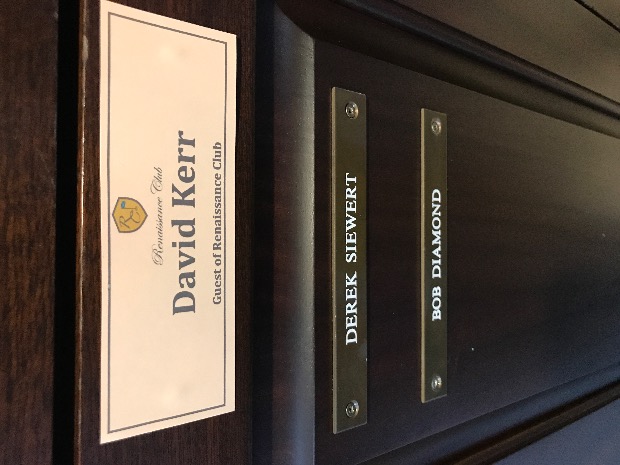 Renaissance Club
David Kerr
Guest of Renaissance Club
DEREK SIEWERT
BOB DIAMOND